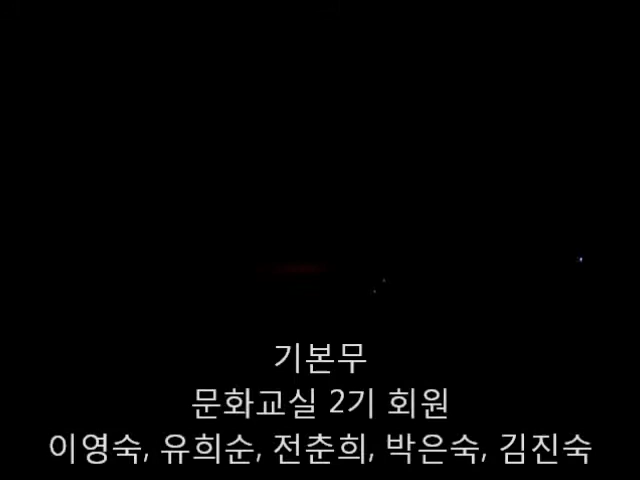 기본무
문화교실 2기 회원
이영숙, 유희순, 전춘희, 박은숙, 김진숙